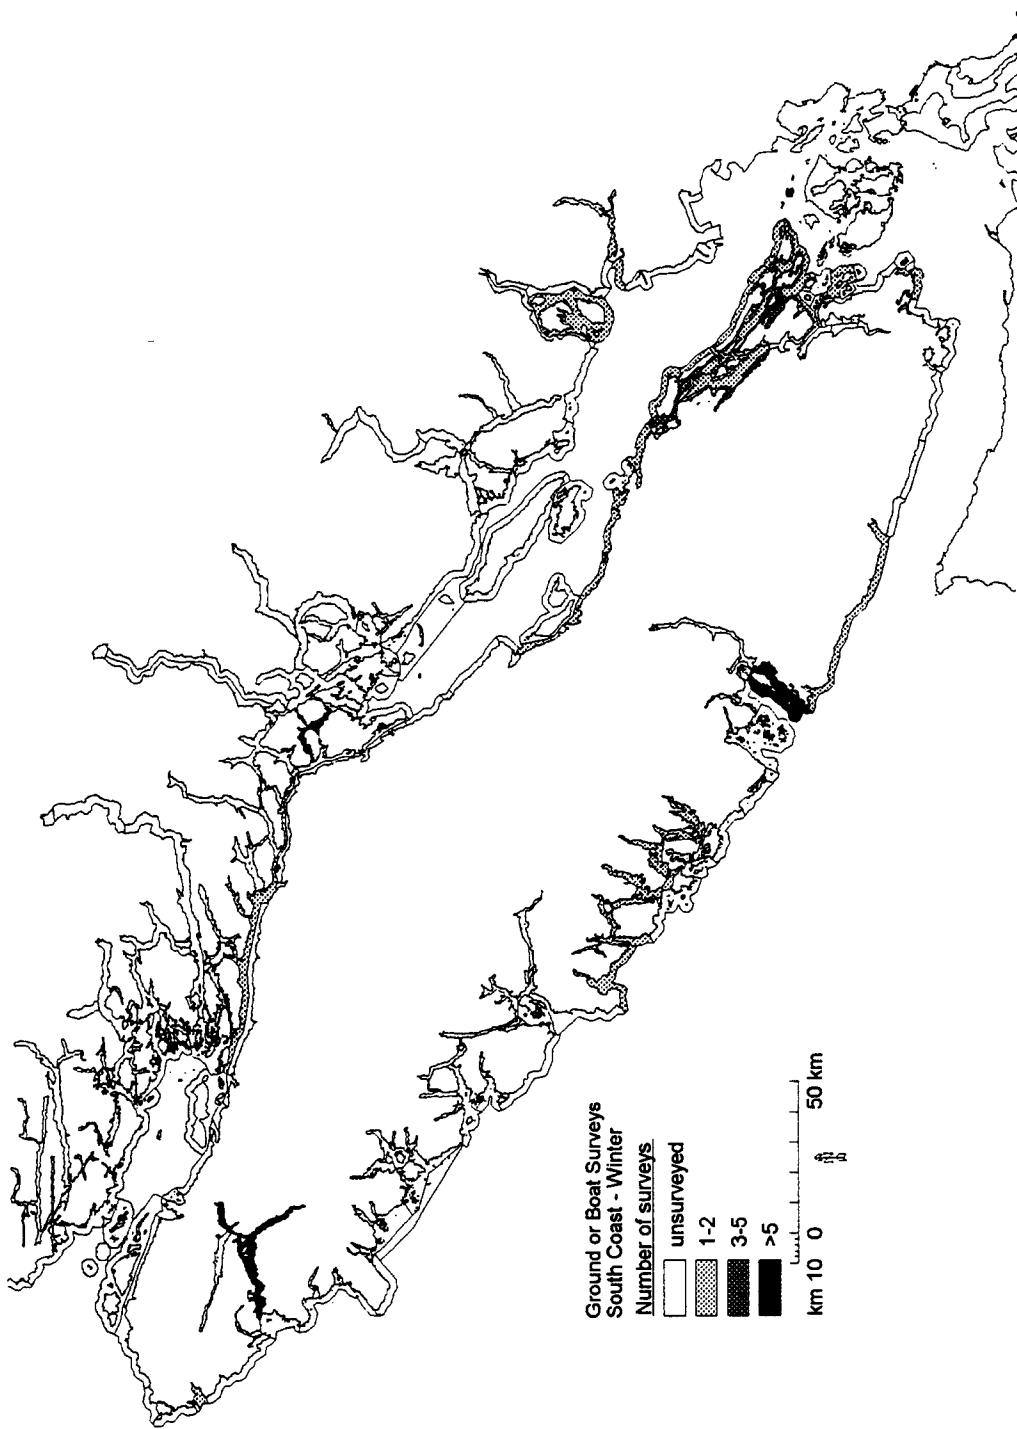 Ground or Boat Surveys
South Coast - Winter
Number of surveys
unsurveyed
1-2
3-5
>5
km 10 0 50 km